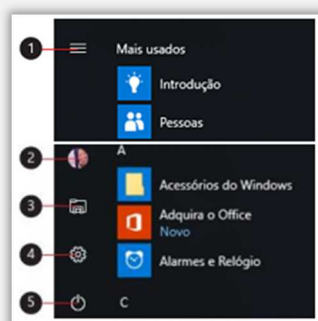 1
Mais usados
Introdução
Pessoas
2
A
Acessórios do Windows
3
Adquira o Office
Novo
4
Alarmes e Relógio
5
C